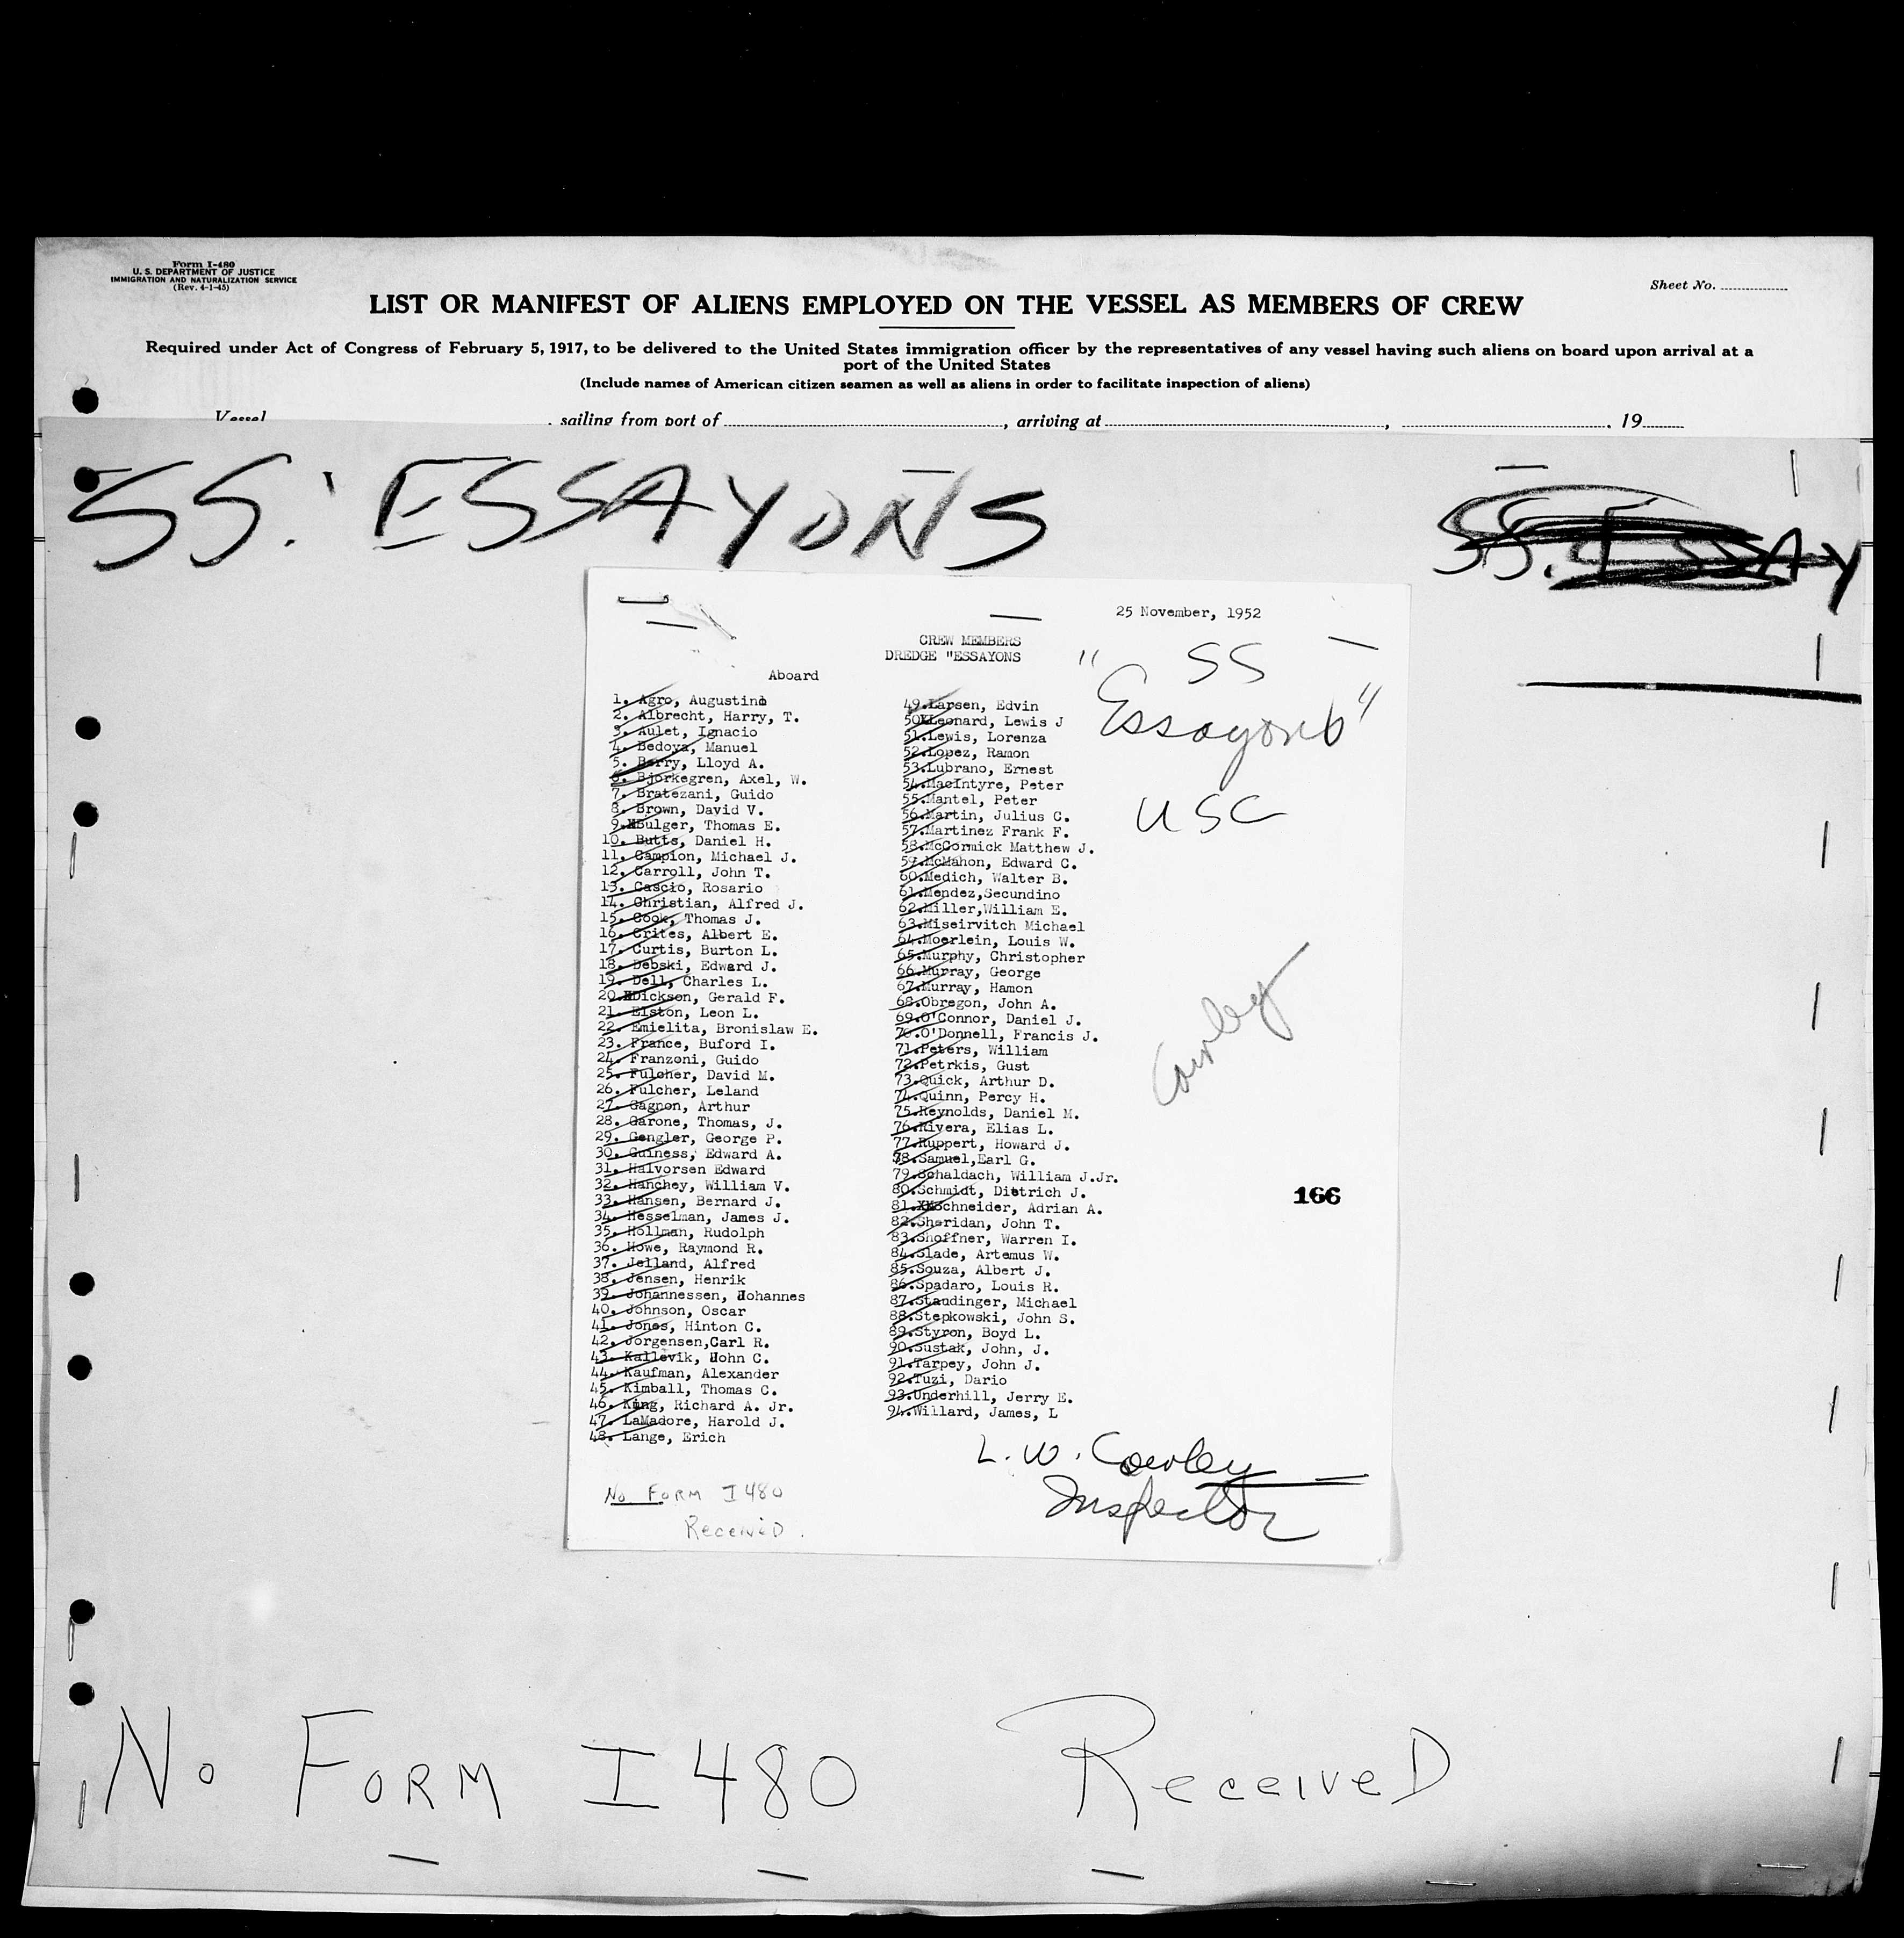 Form I-480
U. S. DEPARTMENT OF JUSTICE
IMMIGRATION AND NATURALIZATION SERVICE
(Rev. 4-1-45)
Sheet No.
LIST OR MANIFEST OF ALIENS EMPLOYED ON THE VESSEL AS MEMBERS OF CREW
Required under Act of Congress of February 5, 1917, to be delivered to the United States immigration officer by the representatives of any vessel having such aliens on board upon arrival at a
port of the United States
(Include names of American citizen seamen as well as aliens in order to facilitate inspection of aliens)
Vessel , sailing from port of , arriving at , , 19
SS. ESSAYONS
SS. ESSAY
25 November, 1952
CREW MEMBERS
DREDGE "ESSAYONS
Aboard
1. Agro, Augustino
2. Albrecht, Harry, T.
3. Aulet, Ignacio
4. Bedoya, Manuel
5. Berry, Lloyd A.
6. Bjorkegren, Axel, W.
7. Bratezani, Guido
8. Brown, David V.
9. Bulger, Thomas E.
10. Butts, Daniel H.
11. Campion, Michael J.
12. Carroll, John T.
13. Cascio, Rosario
14. Christian, Alfred J.
15. Cook, Thomas J.
16. Crites, Albert E.
17. Curtis, Burton L.
18. Debski, Edward J.
19. Dell, Charles L.
20. Dickson, Gerald F.
21. Elston, Leon L.
22. Emielita, Bronislaw E.
23. France, Buford I.
24. Franzoni, Guido
25. Fulcher, David M.
26. Fulcher, Leland
27. Gagnon, Arthur
28. Garone, Thomas, J.
29. Gengler, George P.
30. Guiness, Edward A.
31. Halvorsen Edward
32. Hanchey, William V.
33. Hansen, Bernard J.
34. Hesselman, James J.
35. Hollman, Rudolph
36. Howe, Raymond R.
37. Jelland, Alfred
38. Jensen, Henrik
39. Johannessen, Johannes
40. Johnson, Oscar
41. Jones, Hinton C.
42. Jorgensen,Carl R.
43. Kallevik, John C.
44. Kaufman, Alexander
45. Kimball, Thomas C.
46. King, Richard A. Jr.
47. LaMadore, Harold J.
48. Lange, Erich
49.Larsen, Edvin
50.Leonard, Lewis J
51.Lewis, Lorenza
52.Lopez, Ramon
53.Lubrano, Ernest
54.MacIntyre, Peter
55.Mantel, Peter
56.Martin, Julius C.
57.Martinez Frank F.
58.McCormick Matthew J.
59.McMahon, Edward C.
60.Medich, Walter B.
61.Mendez,Secundino
62.Miller,William E.
63.Miseirvitch Michael
64.Moerlein, Louis W.
65.Murphy, Christopher
66.Murray, George
67.Murray, Hamon
68.Obregon, John A.
69.O'Connor, Daniel J.
70.O'Donnell, Francis J.
71.Peters, William
72.Petrkis, Gust
73.Quick, Arthur D.
74.Quinn, Percy H.
75.Reynolds, Daniel M.
76.Rivera, Elias L.
77.Ruppert, Howard J.
78.Samuel,Earl G.
79.Schaldach, William J.Jr.
80.Schmidt, Dietrich J.
81.Schneider, Adrian A.
82.Sheridan, John T.
83.Shoffner, Warren I.
84.Slade, Artemus W.
85.Souza, Albert J.
86.Spadaro, Louis R.
87.Staudinger, Michael
88.Stepkowski, John S.
89.Styron, Boyd L.
90.Sustak, John, J.
91.Tarpey, John J.
92.Tuzi, Dario
93.Underhill, Jerry E.
94.Willard, James, L
" SS
Essayons"
USC
Cowley
166
L. W. Cowley
Inspector
No FORM I 480
Received.
No FORM I 480 ReceiveD